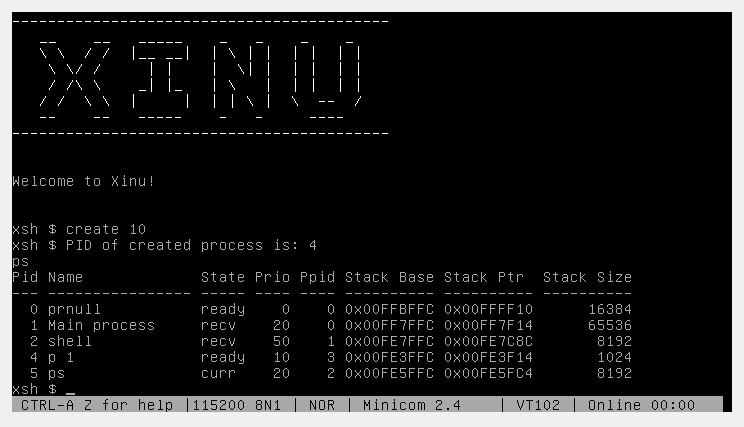 XINU
Welcome to Xinu!
xsh $ create 10
xsh $ PID of created process is: 4
ps
Pid Name             State Prio Ppid Stack Base Stack Ptr  Stack Size
--- ---------------- ----- ---- ---- ---------- ---------- ----------
  0 prnull           ready    0    0 0x00FFBFFC 0x00FFFF10      16384
  1 Main process     recv    20    0 0x00FF7FFC 0x00FF7F14      65536
  2 shell            recv    50    1 0x00FE7FFC 0x00FE7C8C       8192
  4 p 1              ready   10    3 0x00FE3FFC 0x00FE3F14       1024
  5 ps               curr    20    2 0x00FE5FFC 0x00FE5FC4       8192
xsh $ _
CTRL-A Z for help |115200 8N1 | NOR | Minicom 2.4    | VT102 | Online 00:00